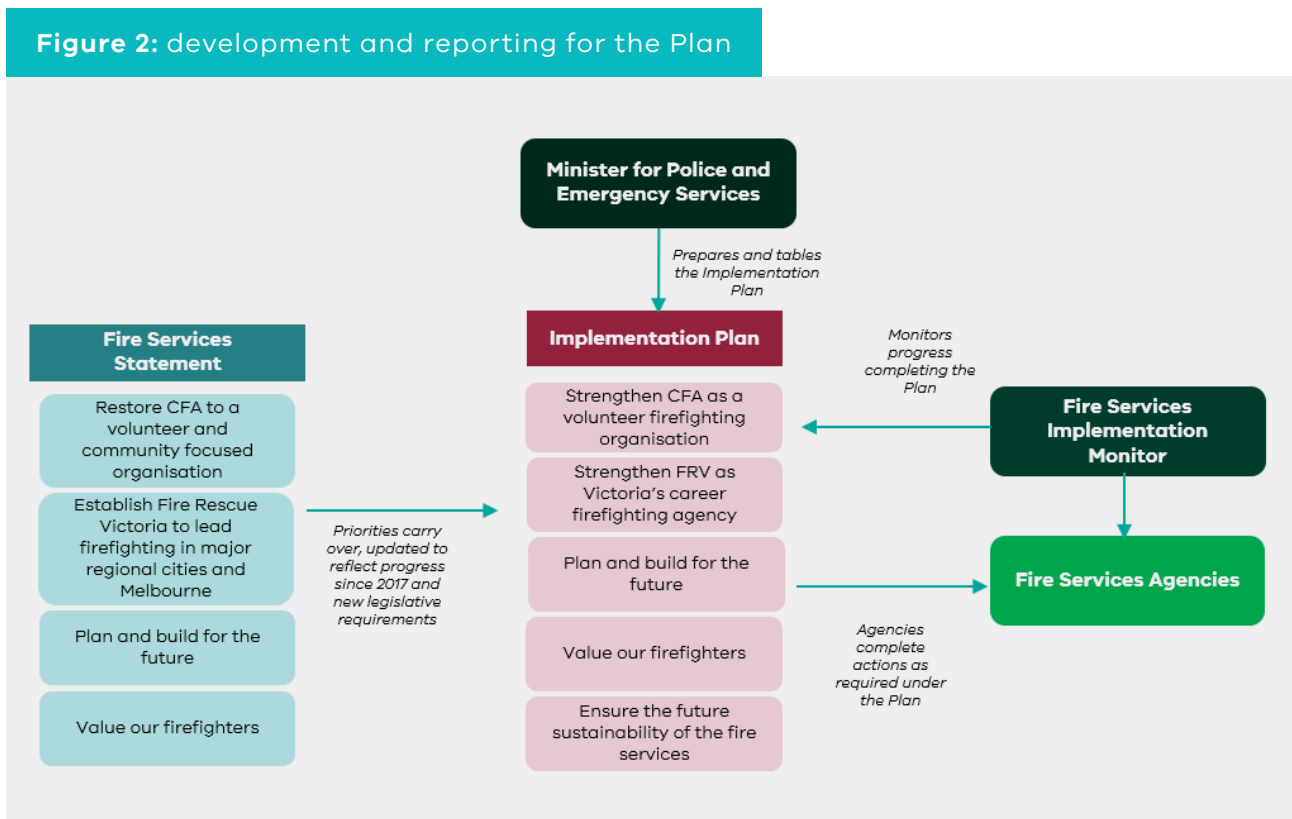 Figure 2: development and reporting for the Plan
Minister for Police and
Emergency Services
Prepares and tables
the Implementation
Plan
Fire Services
Statement
Restore CFA to a
volunteer and
community focused
organisation
Establish Fire Rescue
Victoria to lead
firefighting in major
regional cities and
Melbourne
Plan and build for the
future
Value our firefighters
Priorities carry
over, updated to
reflect progress
since 2017 and
new legislative
requirements
Implementation Plan
Strengthen CFA as a
volunteer firefighting
organisation
Strengthen FRV as
Victoria's career
firefighting agency
Plan and build for the
future
Value our firefighters
Ensure the future
sustainability of the fire
services
Monitors
progress
completing the
Plan
Fire Services
Implementation
Monitor
Fire Services Agencies
Agencies
complete
actions as
required under
the Plan